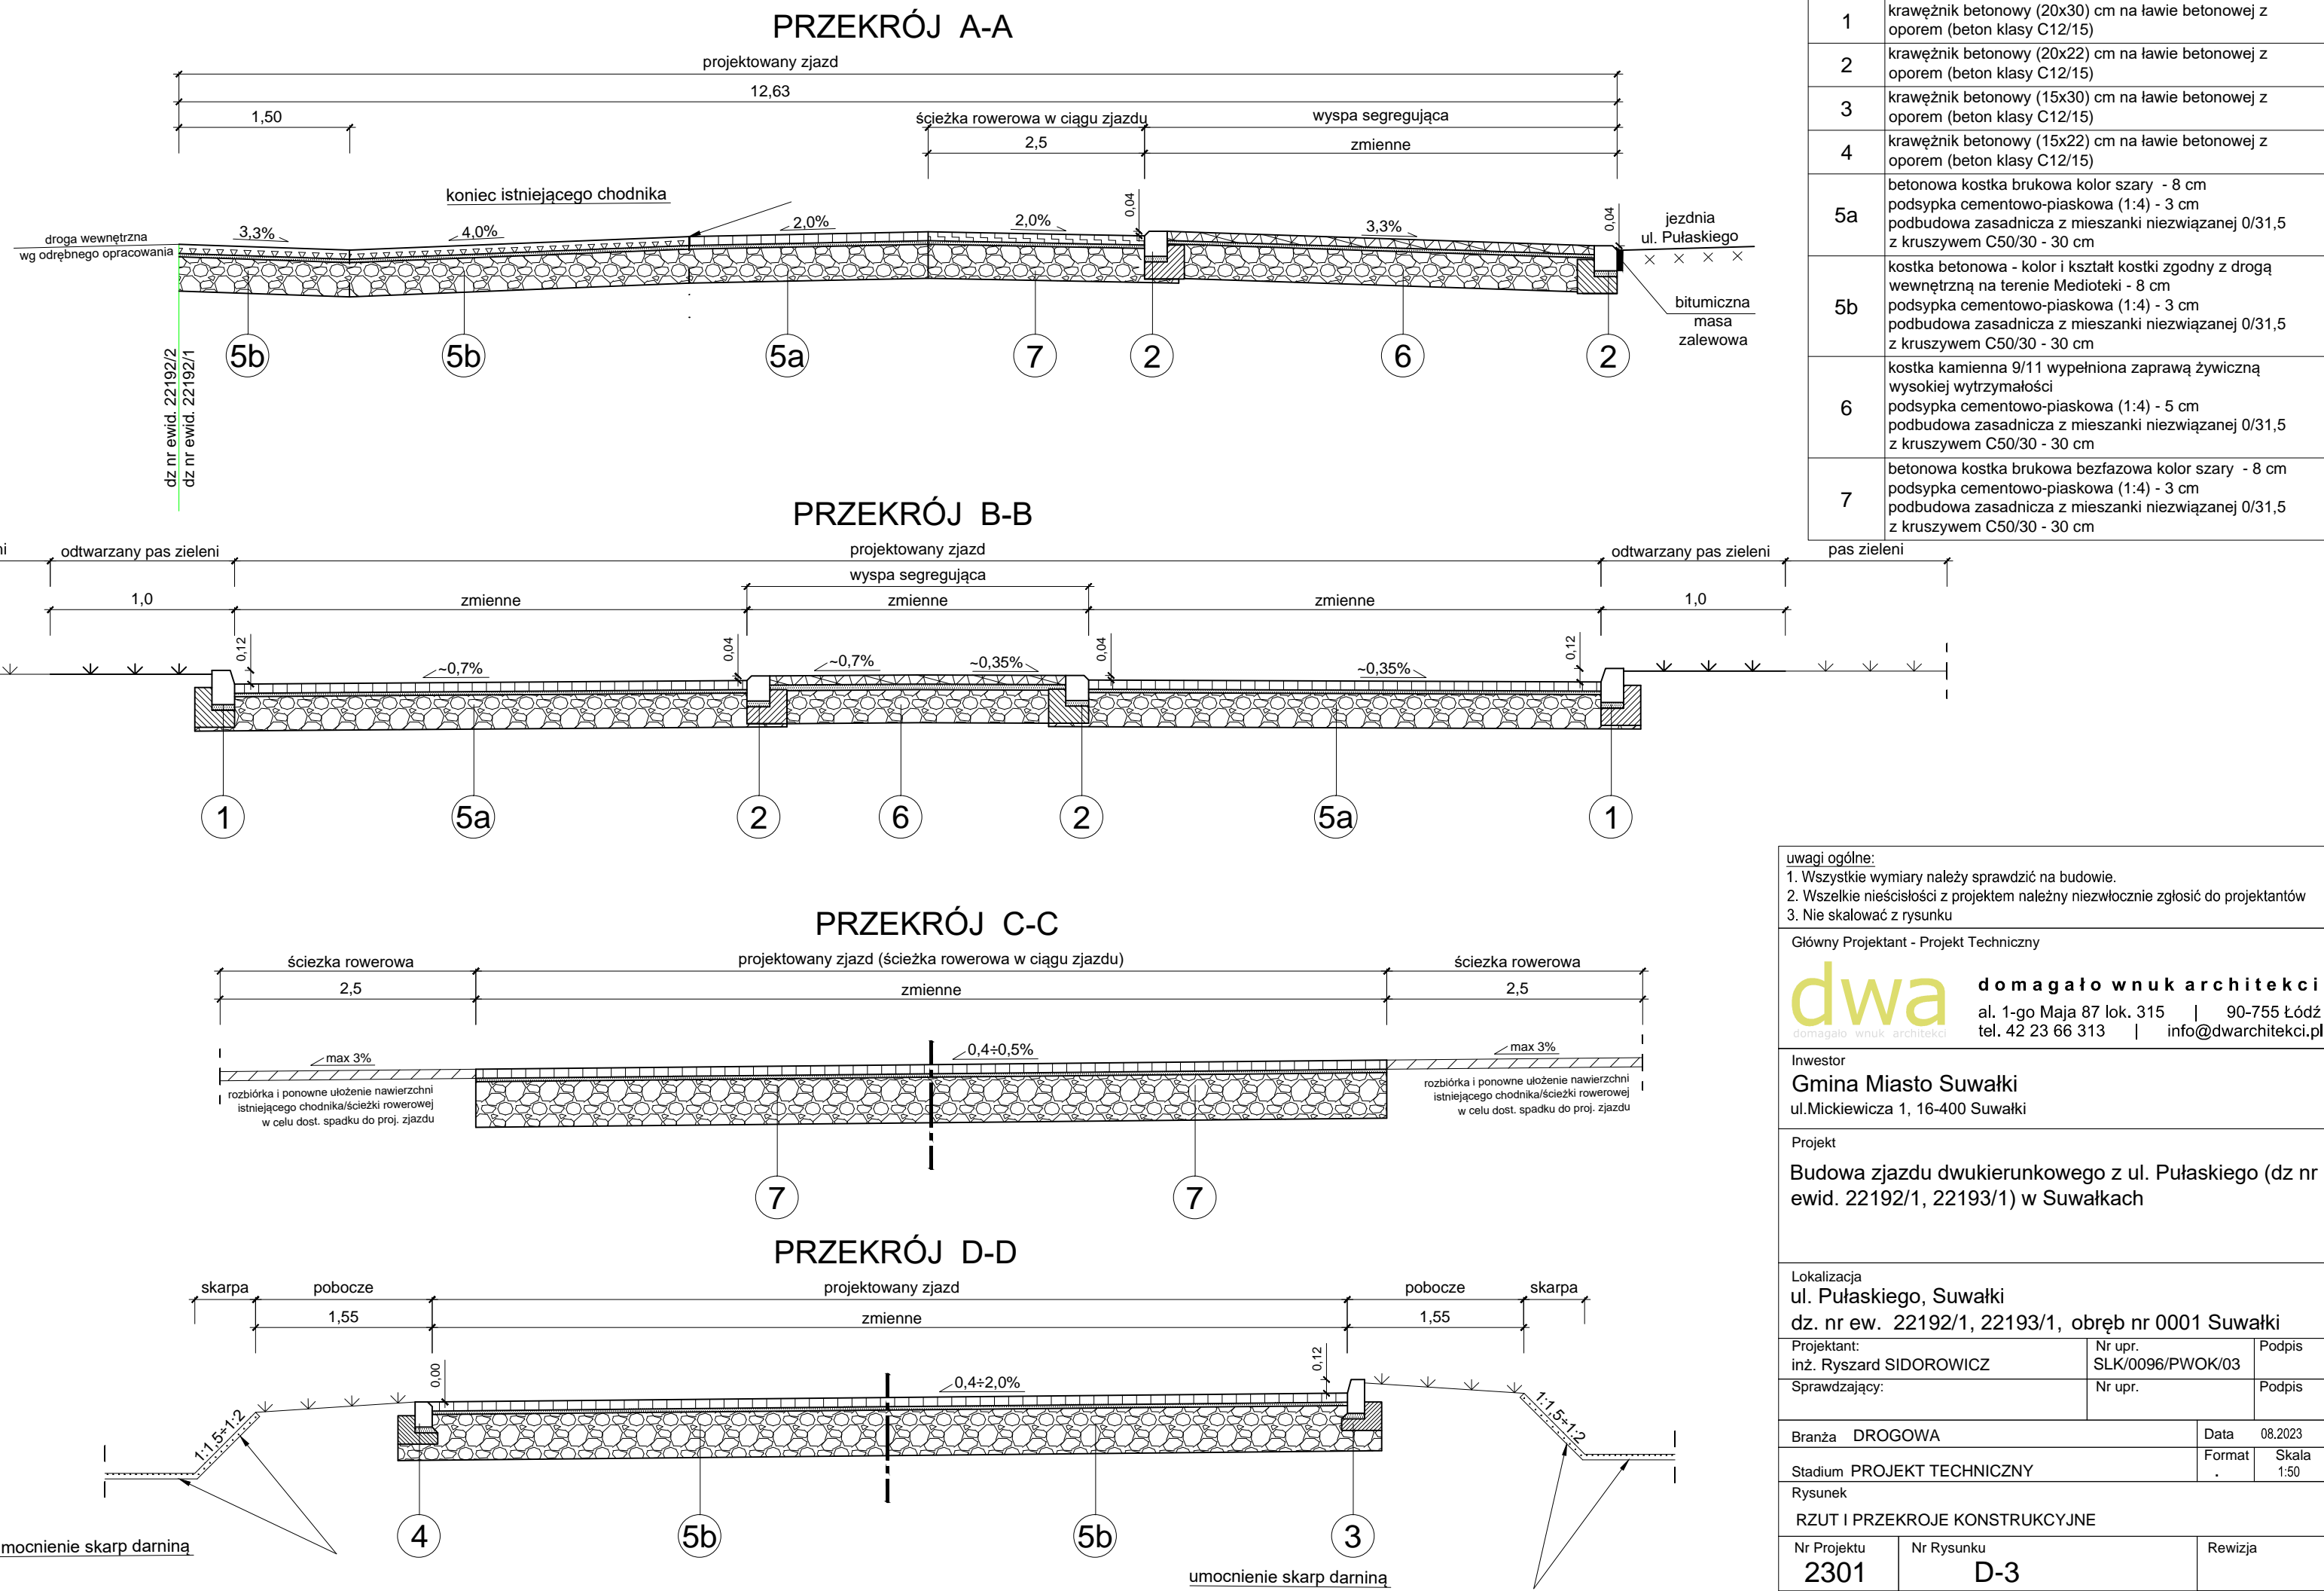 PRZEKRÓJ A-A
projektowany zjazd
12,63
1,50
ścieżka rowerowa w ciągu zjazdu
wyspa segregująca
2,5
zmienne
koniec istniejącego chodnika
0,04
0,04
droga wewnętrzna
wg odrębnego opracowania
3,3%
4,0%
2,0%
2,0%
3,3%
jezdnia
ul. Pułaskiego
bitumiczna
masa
zalewowa
5b
5b
5a
7
2
6
2
dz nr ewid. 22192/2
dz nr ewid. 22192/1
1
krawężnik betonowy (20x30) cm na ławie betonowej z
oporem (beton klasy C12/15)
2
krawężnik betonowy (20x22) cm na ławie betonowej z
oporem (beton klasy C12/15)
3
krawężnik betonowy (15x30) cm na ławie betonowej z
oporem (beton klasy C12/15)
4
krawężnik betonowy (15x22) cm na ławie betonowej z
oporem (beton klasy C12/15)
5a
betonowa kostka brukowa kolor szary - 8 cm
podsypka cementowo-piaskowa (1:4) - 3 cm
podbudowa zasadnicza z mieszanki niezwiązanej 0/31,5
z kruszywem C50/30 - 30 cm
5b
kostka betonowa - kolor i kształt kostki zgodny z drogą
wewnętrzną na terenie Medioteki - 8 cm
podsypka cementowo-piaskowa (1:4) - 3 cm
podbudowa zasadnicza z mieszanki niezwiązanej 0/31,5
z kruszywem C50/30 - 30 cm
6
kostka kamienna 9/11 wypełniona zaprawą żywiczną
wysokiej wytrzymałości
podsypka cementowo-piaskowa (1:4) - 5 cm
podbudowa zasadnicza z mieszanki niezwiązanej 0/31,5
z kruszywem C50/30 - 30 cm
7
betonowa kostka brukowa bezfazowa kolor szary - 8 cm
podsypka cementowo-piaskowa (1:4) - 3 cm
podbudowa zasadnicza z mieszanki niezwiązanej 0/31,5
z kruszywem C50/30 - 30 cm
PRZEKRÓJ B-B
ni
odtwarzany pas zieleni
projektowany zjazd
odtwarzany pas zieleni
pas zieleni
wyspa segregująca
1,0
zmienne
zmienne
zmienne
1,0
0,12
0,04
0,04
0,12
~0,7%
~0,7%
~0,35%
~0,35%
1
5a
2
6
2
5a
1
PRZEKRÓJ C-C
ściezka rowerowa
projektowany zjazd (ścieżka rowerowa w ciągu zjazdu)
ściezka rowerowa
2,5
zmienne
2,5
max 3%
0,4÷0,5%
max 3%
rozbiórka i ponowne ułożenie nawierzchni
istniejącego chodnika/ścieżki rowerowej
w celu dost. spadku do proj. zjazdu
rozbiórka i ponowne ułożenie nawierzchni
istniejącego chodnika/ścieżki rowerowej
w celu dost. spadku do proj. zjazdu
7
7
PRZEKRÓJ D-D
skarpa
pobocze
projektowany zjazd
pobocze
skarpa
1,55
zmienne
1,55
0,00
0,12
0,4÷2,0%
1:1,5÷1:2
1:1,5÷1:2
4
5b
5b
3
mocnienie skarp darniną
umocnienie skarp darniną
uwagi ogólne:
1. Wszystkie wymiary należy sprawdzić na budowie.
2. Wszelkie nieścisłości z projektem należny niezwłocznie zgłosić do projektantów
3. Nie skalować z rysunku
Główny Projektant - Projekt Techniczny
dwa
domagało wnuk architekci
domagało wnuk architekci
al. 1-go Maja 87 lok. 315 | 90-755 Łódź
tel. 42 23 66 313 | info@dwarchitekci.pl
Inwestor
Gmina Miasto Suwałki
ul.Mickiewicza 1, 16-400 Suwałki
Projekt
Budowa zjazdu dwukierunkowego z ul. Pułaskiego (dz nr
ewid. 22192/1, 22193/1) w Suwałkach
Lokalizacja
ul. Pułaskiego, Suwałki
dz. nr ew. 22192/1, 22193/1, obręb nr 0001 Suwałki
Projektant: Nr upr. Podpis
inż. Ryszard SIDOROWICZ SLK/0096/PWOK/03
Sprawdzający: Nr upr. Podpis
Branża DROGOWA Data 08.2023
Format Skala
Stadium PROJEKT TECHNICZNY . 1:50
Rysunek
RZUT I PRZEKROJE KONSTRUKCYJNE
Nr Projektu Nr Rysunku Rewizja
2301 D-3